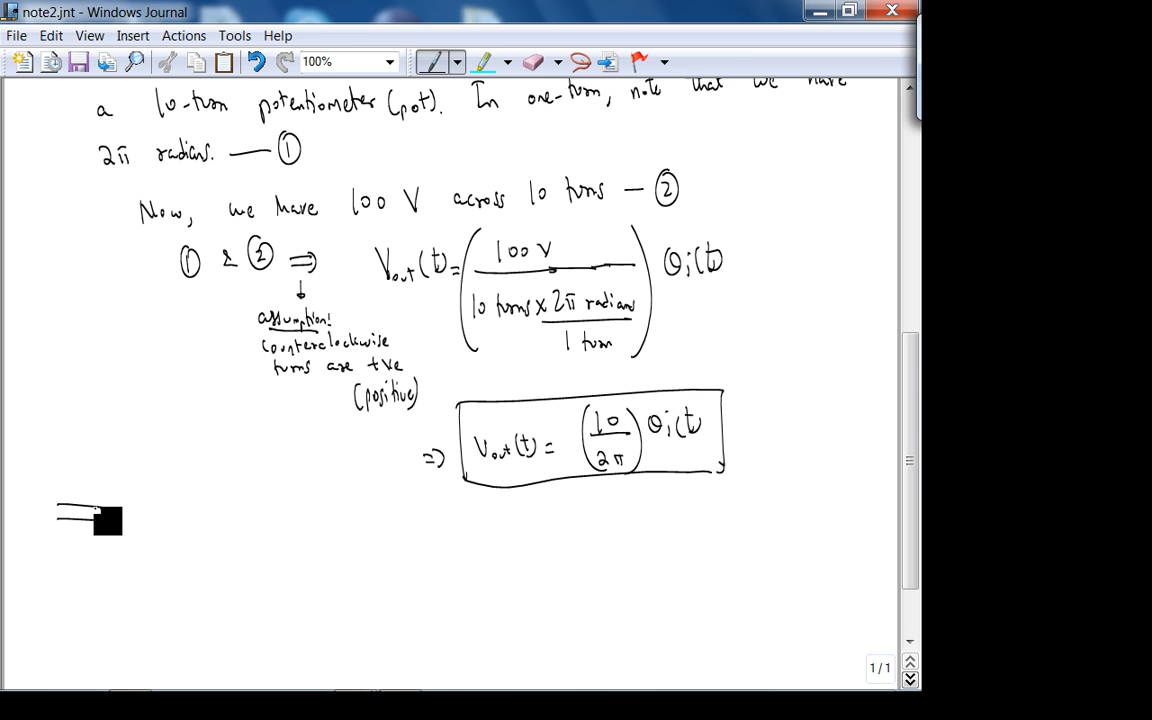 note2.jnt - Windows Journal
File Edit View Insert Actions Tools Help
100%
a 10-turn potentiometer (pot). In one-turn, note that we have
2π radians. — ①
Now, we have 100 V across 10 turns — ②
① & ② ⇒ Vout(t) = (100 V / (10 turns × 2π radians / 1 turn)) θi(t)
↓
assumption:
counterclockwise
turns are +ve
(positive)
⇒ Vout(t) = (10 / 2π) θi(t)
1 / 1